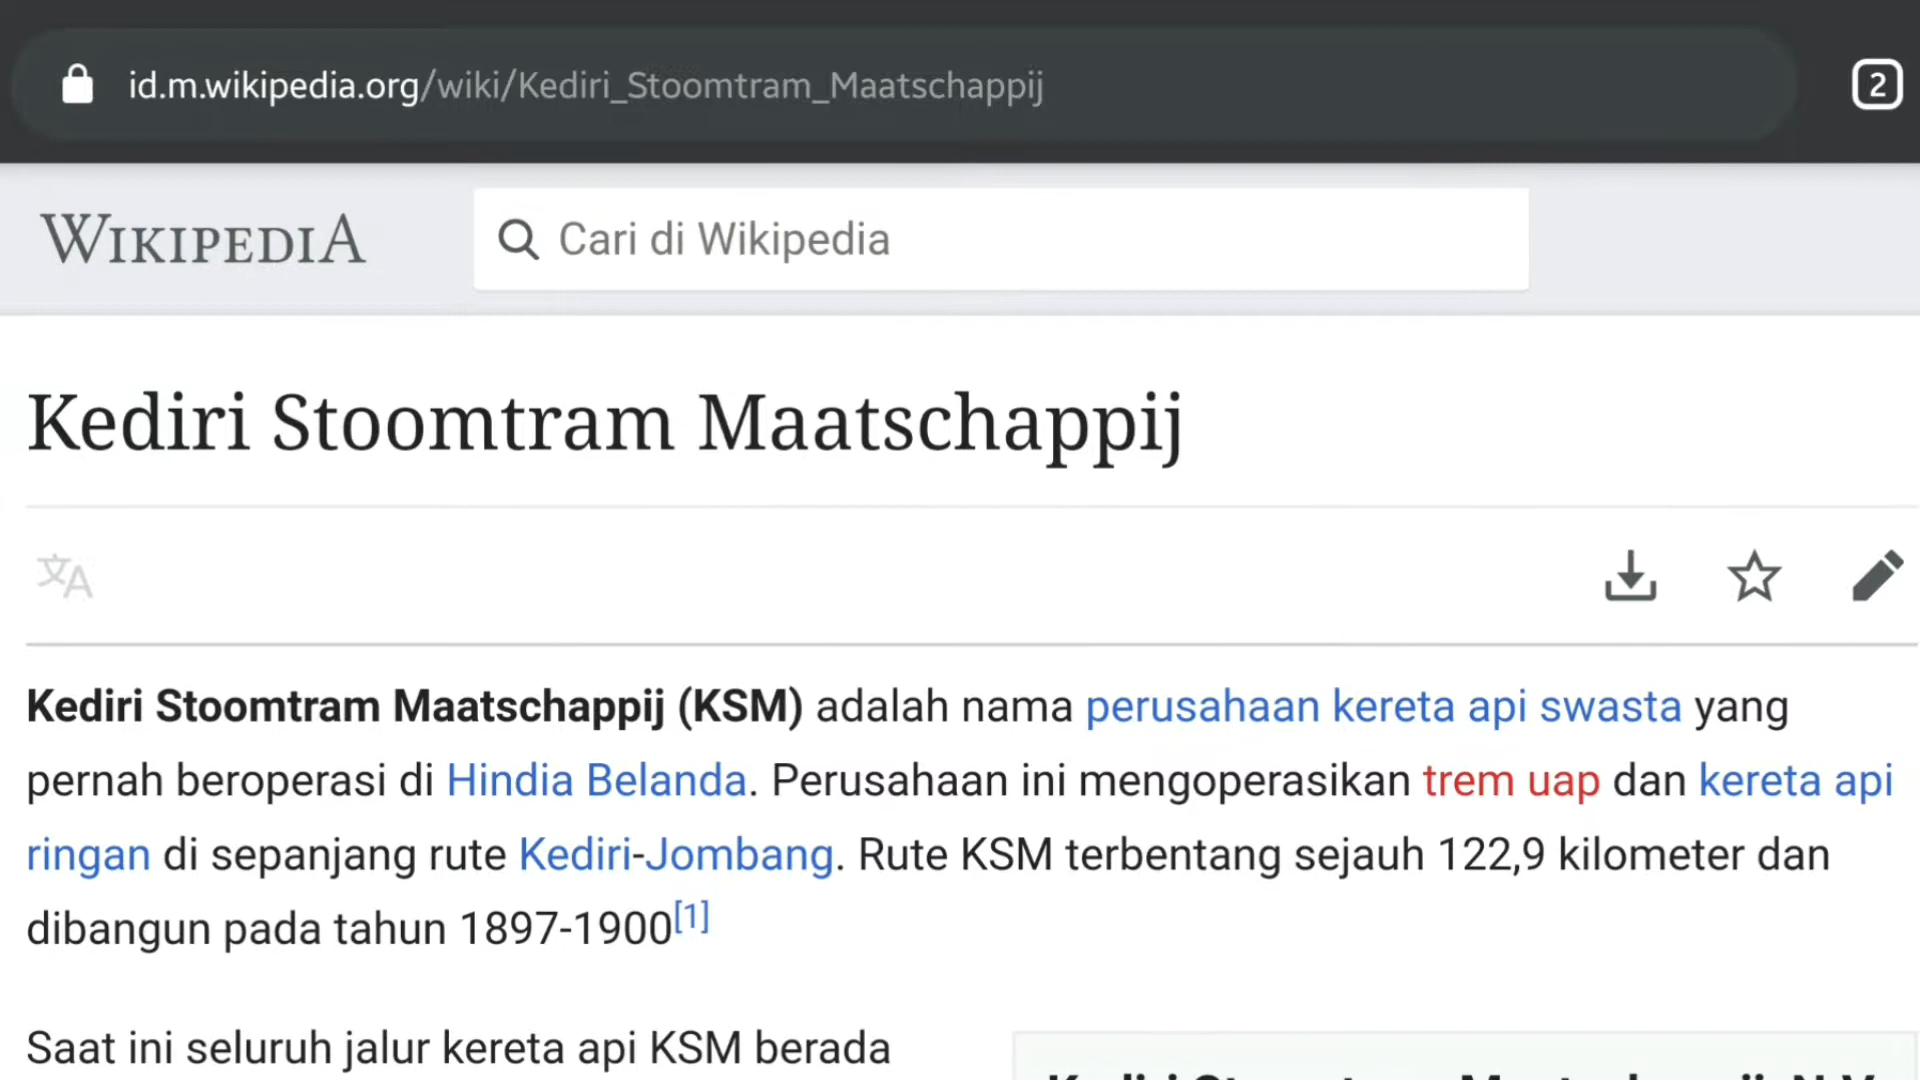 id.m.wikipedia.org/wiki/Kediri_Stoomtram_Maatschappij
2
WIKIPEDIA
Cari di Wikipedia
Kediri Stoomtram Maatschappij
Kediri Stoomtram Maatschappij (KSM) adalah nama perusahaan kereta api swasta yang
pernah beroperasi di Hindia Belanda. Perusahaan ini mengoperasikan trem uap dan kereta api
ringan di sepanjang rute Kediri-Jombang. Rute KSM terbentang sejauh 122,9 kilometer dan
dibangun pada tahun 1897-1900[1]
Saat ini seluruh jalur kereta api KSM berada